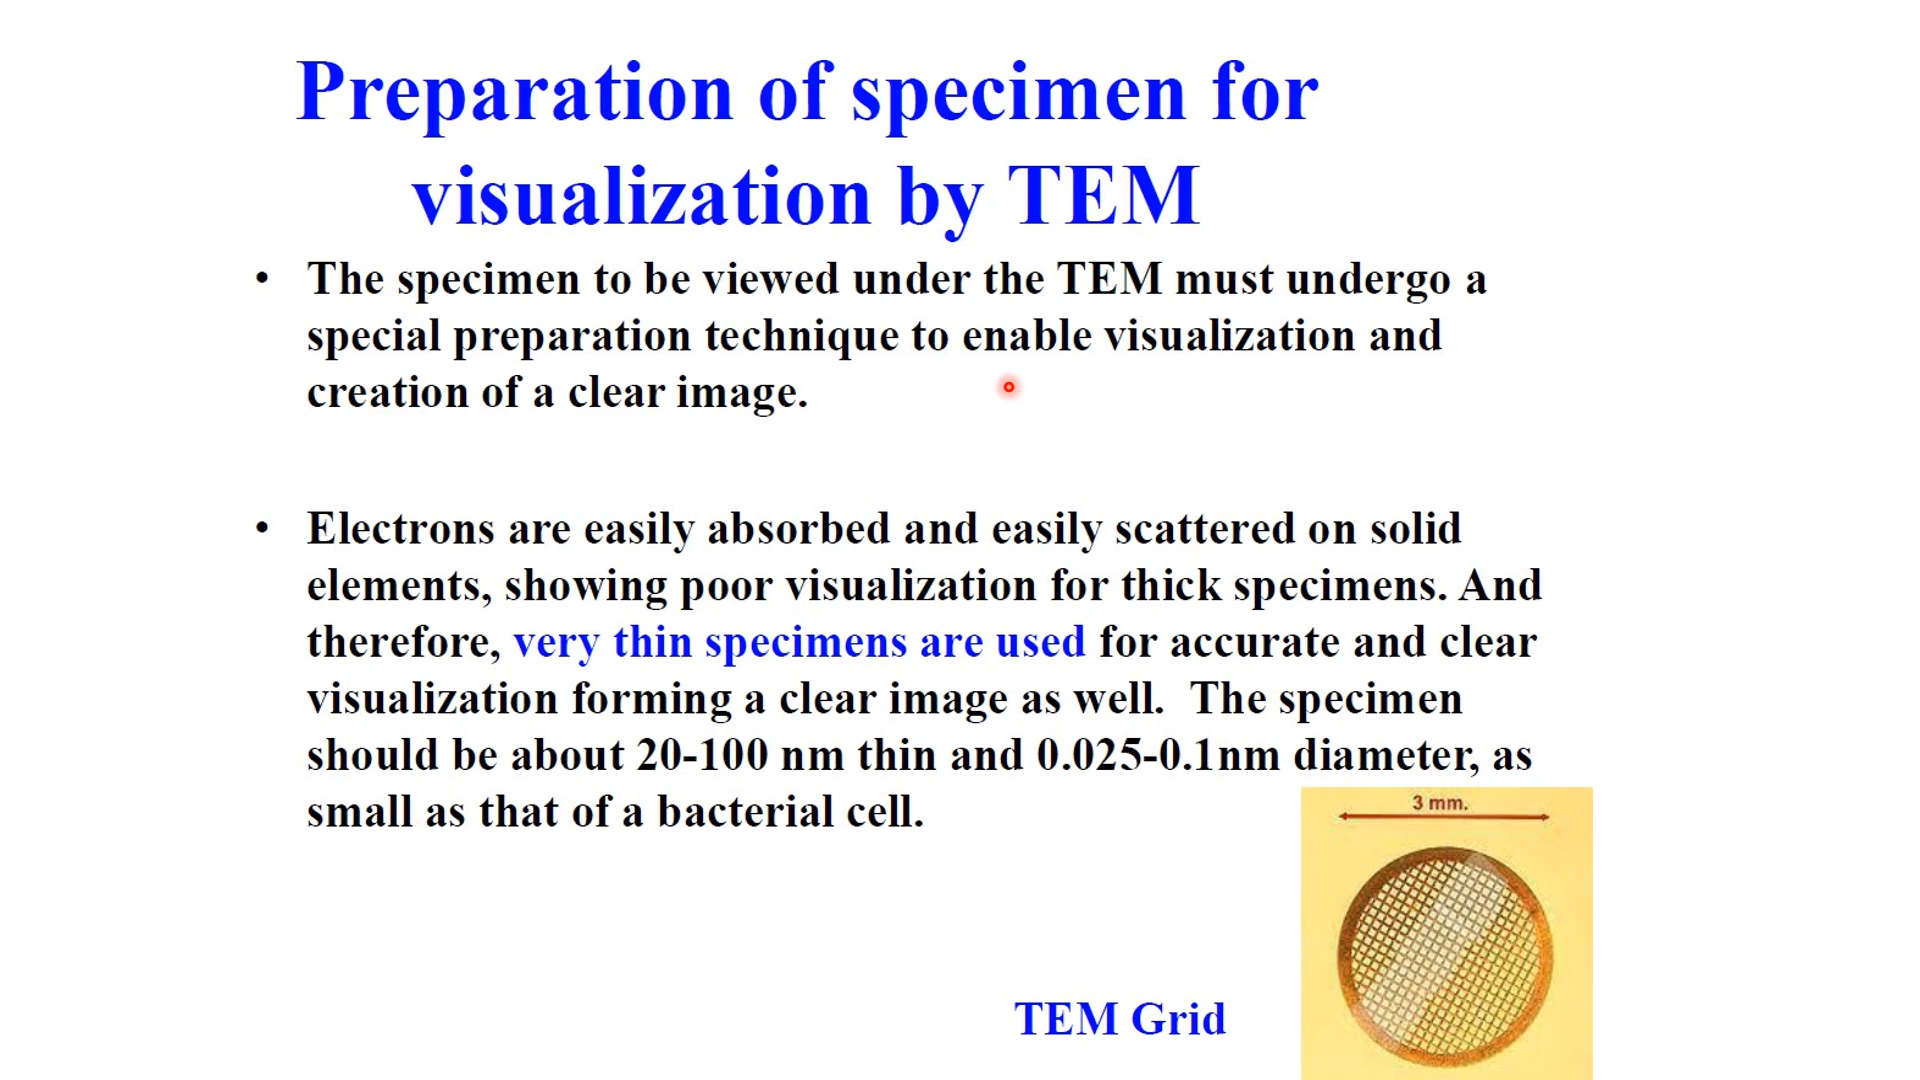 Preparation of specimen for
visualization by TEM
• The specimen to be viewed under the TEM must undergo a
special preparation technique to enable visualization and
creation of a clear image.
• Electrons are easily absorbed and easily scattered on solid
elements, showing poor visualization for thick specimens. And
therefore, very thin specimens are used for accurate and clear
visualization forming a clear image as well. The specimen
should be about 20-100 nm thin and 0.025-0.1nm diameter, as
small as that of a bacterial cell.
3 mm.
TEM Grid